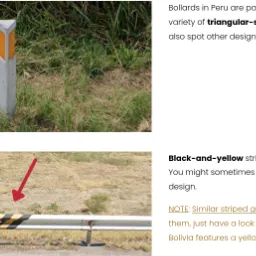 Bollards in Peru are pa
variety of triangular-s
also spot other design
Black-and-yellow stri
You might sometimes
design.
NOTE: Similar striped g
them, just have a look
Bolivia features a yello